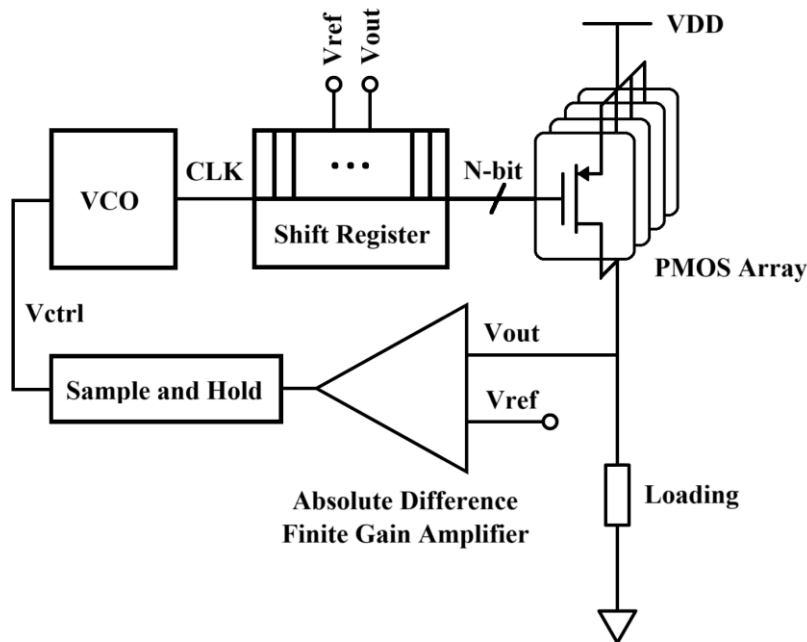 Vref
Vout
VDD
VCO
CLK
•••
N-bit
Shift Register
PMOS Array
Vctrl
Vout
Sample and Hold
Vref
Absolute Difference
Finite Gain Amplifier
Loading